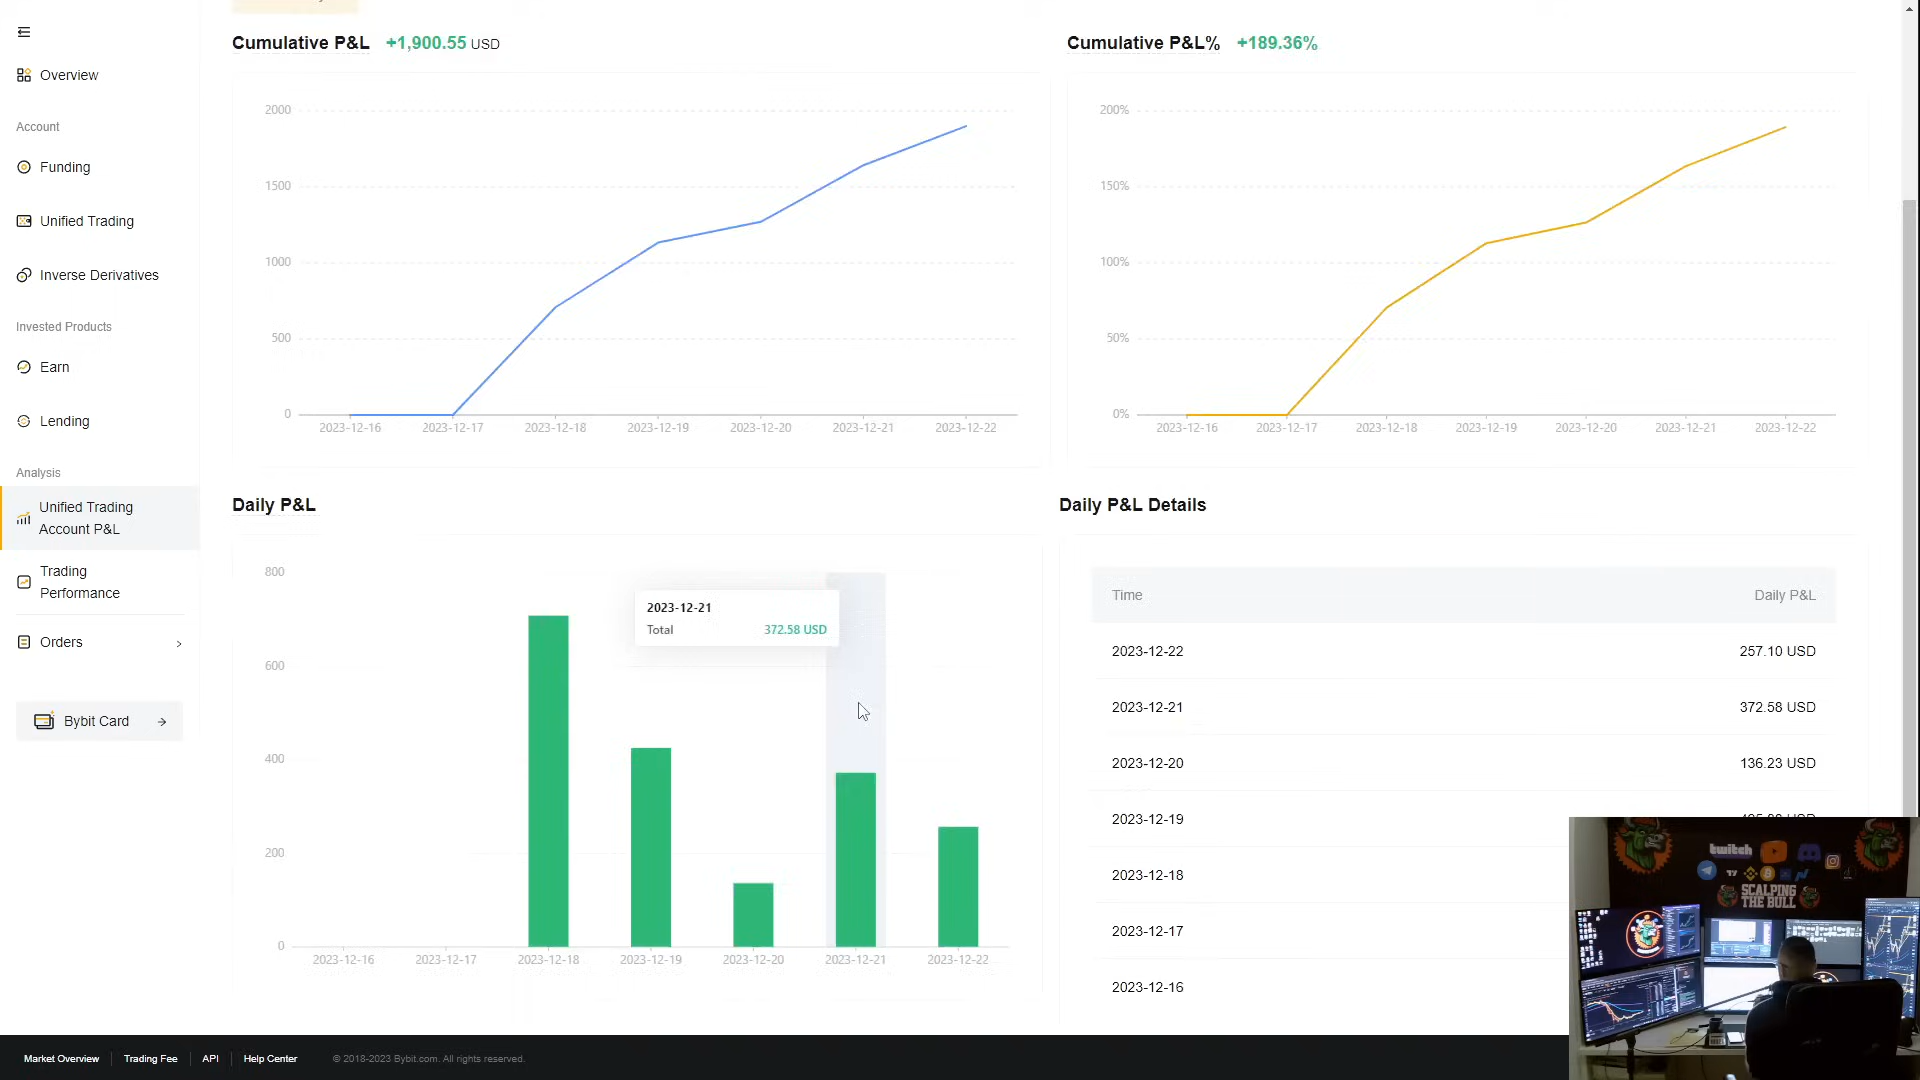 Cumulative P&L +1,900.55 USD
Cumulative P&L% +189.36%
Overview
Account
Funding
Unified Trading
Inverse Derivatives
Invested Products
Earn
Lending
Analysis
Unified Trading
Account P&L
Trading
Performance
Orders
Bybit Card
2000
1500
1000
500
0
2023-12-16 2023-12-17 2023-12-18 2023-12-19 2023-12-20 2023-12-21 2023-12-22
200%
150%
100%
50%
0%
2023-12-16 2023-12-17 2023-12-18 2023-12-19 2023-12-20 2023-12-21 2023-12-22
Daily P&L
800
600
400
200
0
2023-12-21
Total 372.58 USD
2023-12-16 2023-12-17 2023-12-18 2023-12-19 2023-12-20 2023-12-21 2023-12-22
Daily P&L Details
Time Daily P&L
2023-12-22 257.10 USD
2023-12-21 372.58 USD
2023-12-20 136.23 USD
2023-12-19
2023-12-18
2023-12-17
2023-12-16
twitch
SCALPING
THE BULL
Market Overview Trading Fee API Help Center © 2018-2023 Bybit.com. All rights reserved.